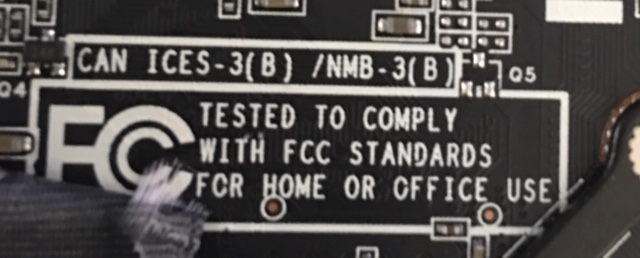 CAN ICES-3(B) /NMB-3(B)
Q5
Q4
FC
TESTED TO COMPLY
WITH FCC STANDARDS
FOR HOME OR OFFICE USE